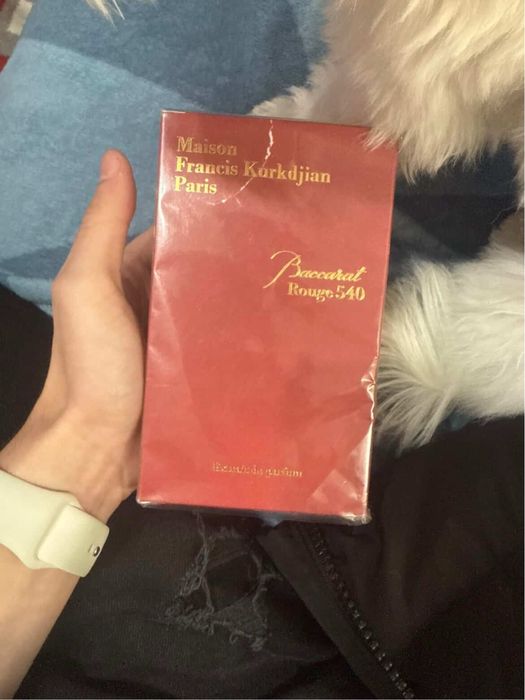 Maison
Francis Kurkdjian
Paris
Baccarat
Rouge 540
Extrait de parfum